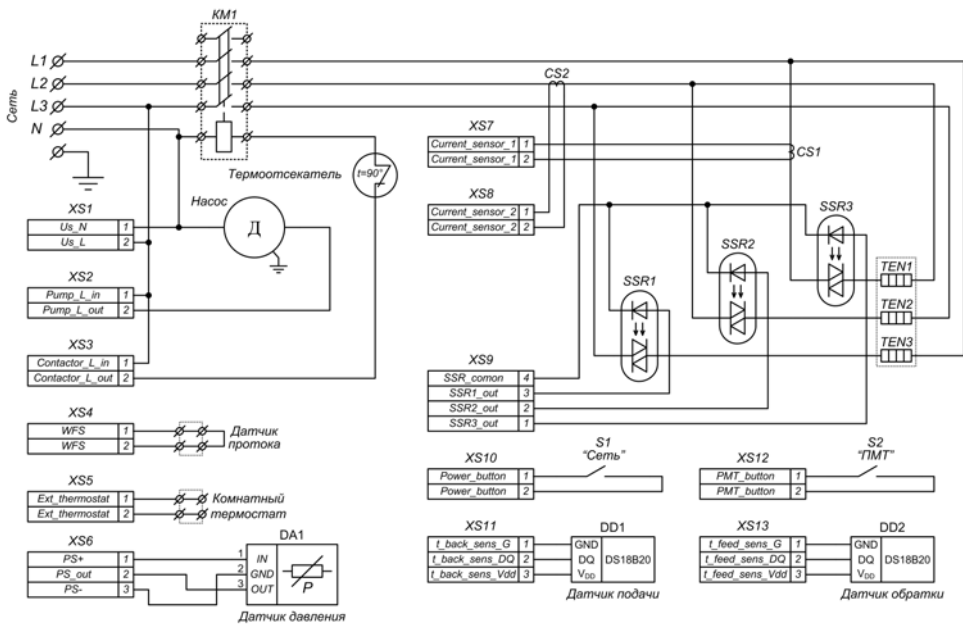 KM1
L1
L2
L3
N
Сеть
Термоотсекатель
t=90°
Насос
Д
XS1
Us_N 1
Us_L 2
XS2
Pump_L_in 1
Pump_L_out 2
XS3
Contactor_L_in 1
Contactor_L_out 2
XS4
WFS 1
WFS 2
Датчик
протока
XS5
Ext_thermostat 1
Ext_thermostat 2
Комнатный
термостат
XS6
PS+ 1
PS_out 2
PS- 3
DA1
1 IN
2 GND
3 OUT
P
Датчик давления
CS2
XS7
Current_sensor_1 1
Current_sensor_1 2
CS1
XS8
Current_sensor_2 1
Current_sensor_2 2
SSR3
SSR2
SSR1
TEN1
TEN2
TEN3
XS9
SSR_comon 4
SSR1_out 3
SSR2_out 2
SSR3_out 1
XS10
Power_button 1
Power_button 2
S1
"Сеть"
XS12
PMT_button 1
PMT_button 2
S2
"ПМТ"
XS11
t_back_sens_G 1
t_back_sens_DQ 2
t_back_sens_Vdd 3
DD1
GND
DQ
VDD
DS18B20
Датчик подачи
XS13
t_feed_sens_G 1
t_feed_sens_DQ 2
t_feed_sens_Vdd 3
DD2
GND
DQ
VDD
DS18B20
Датчик обратки